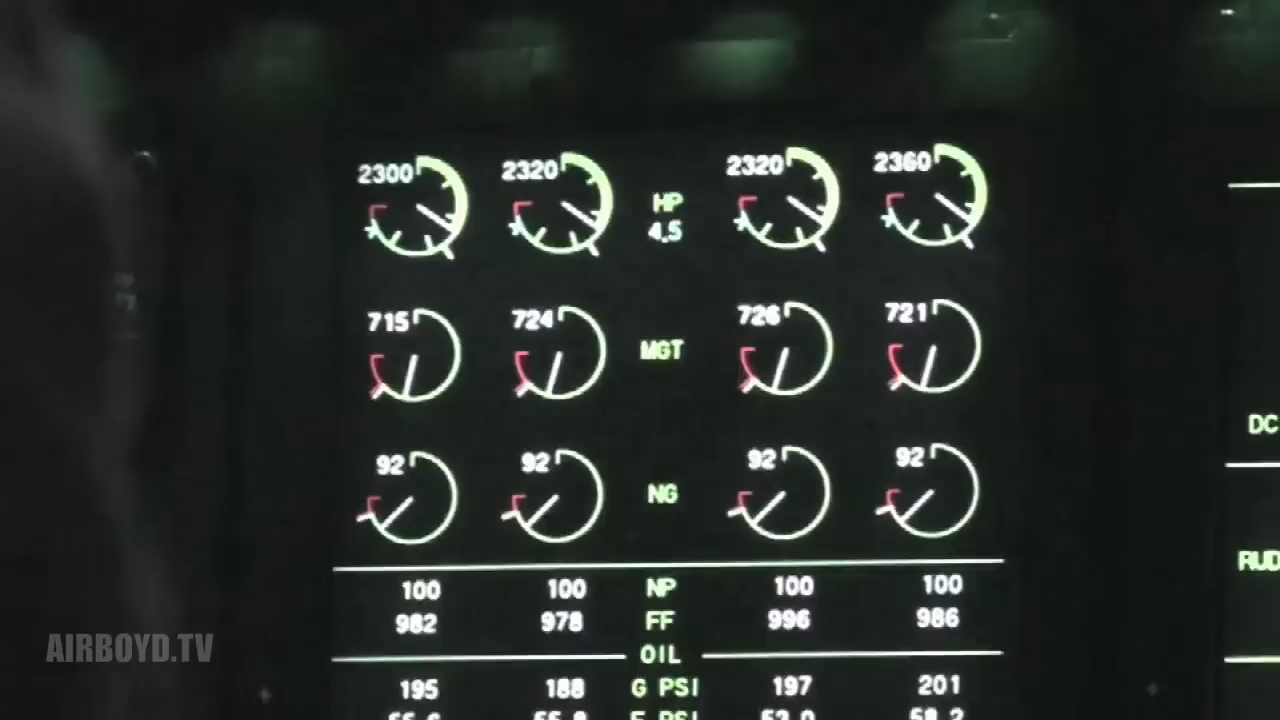 2300 2320 HP 2320 2360
4.5
715 724 MGT 726 721
92 92 NG 92 92
100 100 NP 100 100
982 978 FF 996 986
OIL
195 188 G PSI 197 201
PSI 58.2
DC
RUD
AIRBOYD.TV